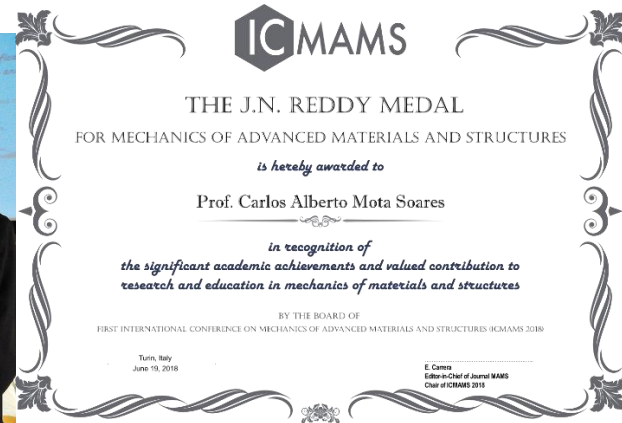 ICMAMS
THE J.N. REDDY MEDAL
FOR MECHANICS OF ADVANCED MATERIALS AND STRUCTURES
is hereby awarded to
Prof. Carlos Alberto Mota Soares
in recognition of
the significant academic achievements and valued contribution to
research and education in mechanics of materials and structures
BY THE BOARD OF
FIRST INTERNATIONAL CONFERENCE ON MECHANICS OF ADVANCED MATERIALS AND STRUCTURES (ICMAMS 2018)
Turin, Italy
June 19, 2018
E. Carrera
Editor-in-Chief of Journal MAMS
Chair of ICMAMS 2018